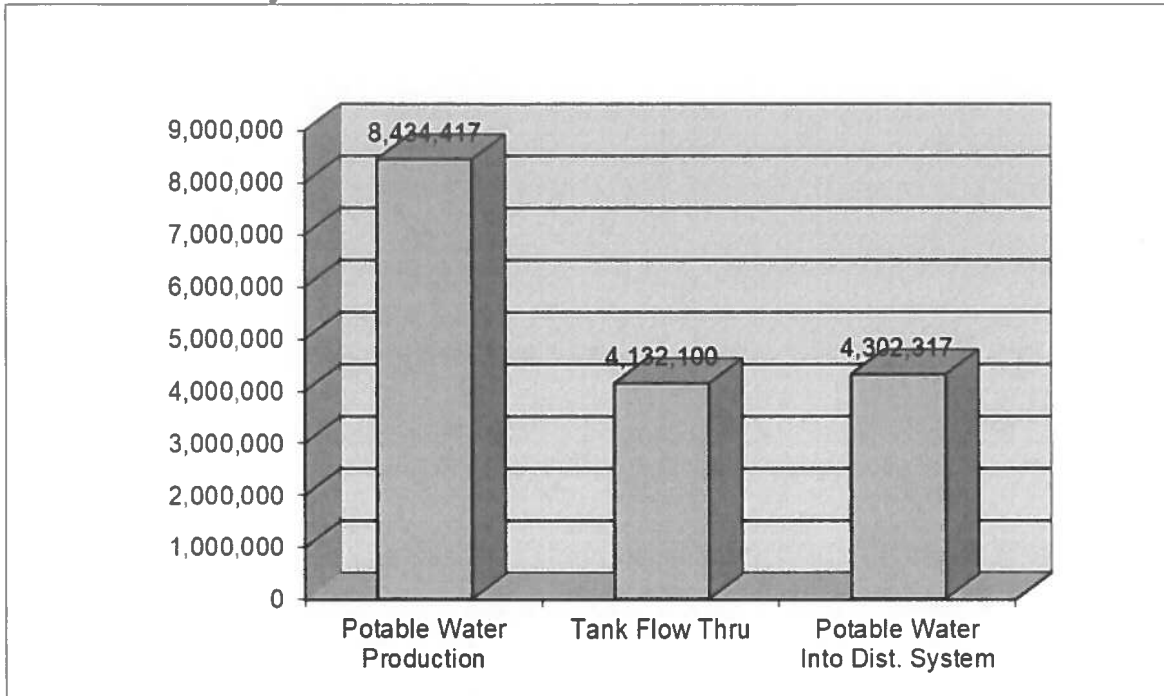 9,000,000
8,000,000
7,000,000
6,000,000
5,000,000
4,000,000
3,000,000
2,000,000
1,000,000
0
8,434,417
4,132,100
4,302,317
Potable Water
Production
Tank Flow Thru
Potable Water
Into Dist. System